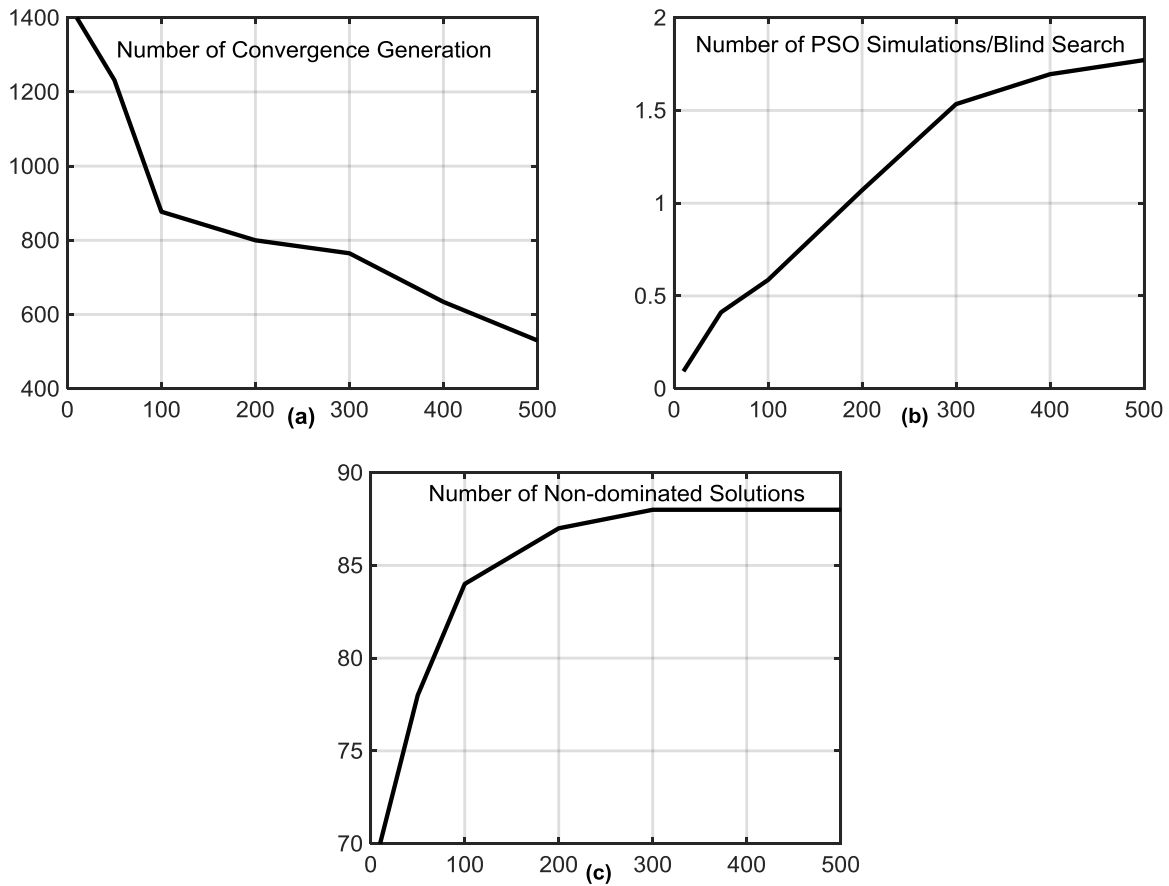 Number of Convergence Generation
1400
1200
1000
800
600
400
0 100 200 300 400 500
(a)
Number of PSO Simulations/Blind Search
2
1.5
1
0.5
0
0 100 200 300 400 500
(b)
Number of Non-dominated Solutions
90
85
80
75
70
0 100 200 300 400 500
(c)